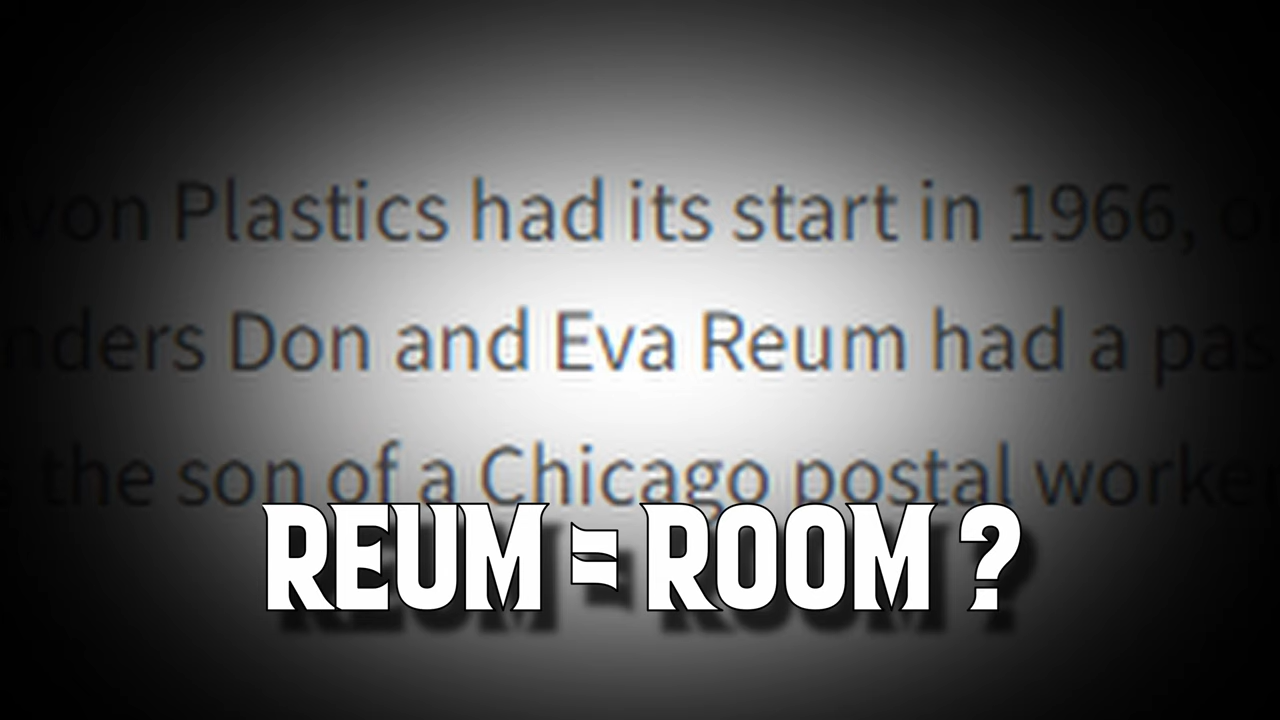 Plastics had its start in 1966,
Don and Eva Reum had a
the son of a Chicago postal
REUM = ROOM ?